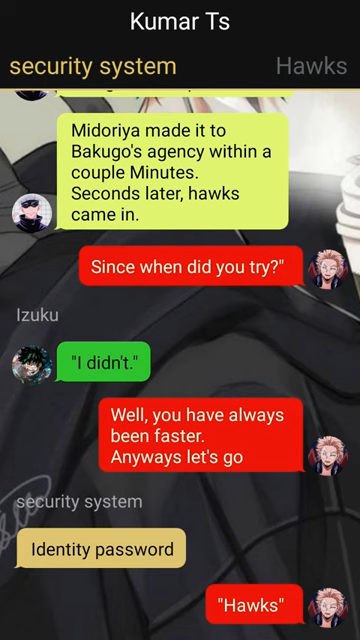 Kumar Ts
security system Hawks
Midoriya made it to
Bakugo's agency within a
couple Minutes.
Seconds later, hawks
came in.
Since when did you try?"
Izuku
"I didn't."
Well, you have always
been faster.
Anyways let's go
security system
Identity password
"Hawks"